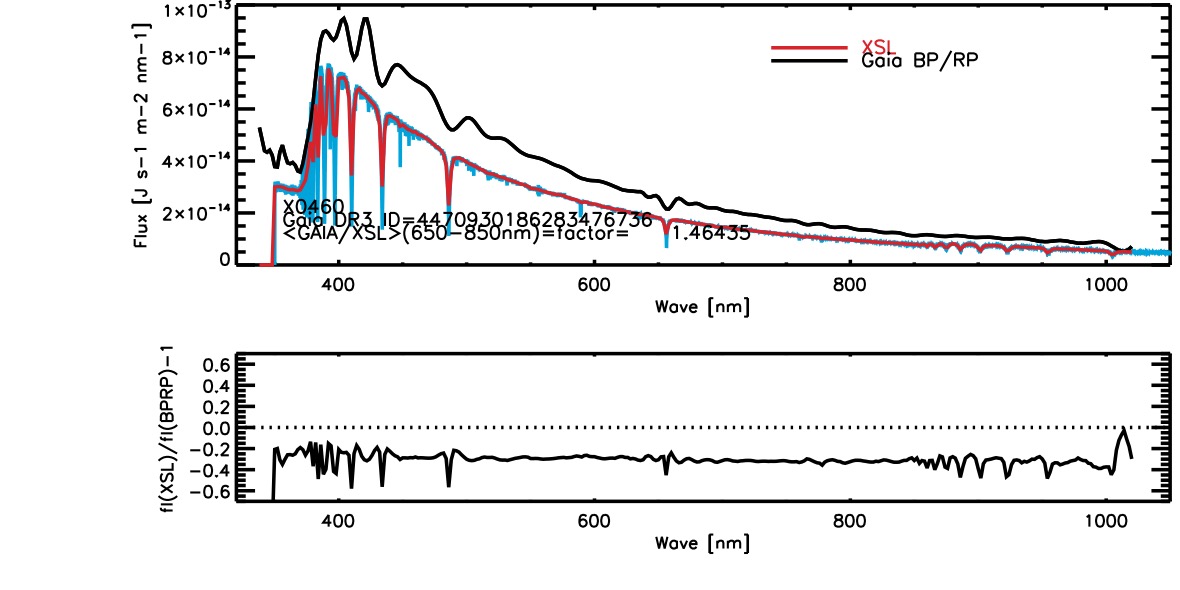 1×10⁻¹³
8×10⁻¹⁴
6×10⁻¹⁴
4×10⁻¹⁴
2×10⁻¹⁴
0
Flux [J s−1 m−2 nm−1]
XSL
Gaia BP/RP
X0460
Gaia DR3 ID=4470930186283476736
<GAIA/XSL>(650−850nm)=factor= 1.46435
400 600 800 1000
Wave [nm]
0.6
0.4
0.2
0.0
−0.2
−0.4
−0.6
fl(XSL)/fl(BPRP)−1
400 600 800 1000
Wave [nm]